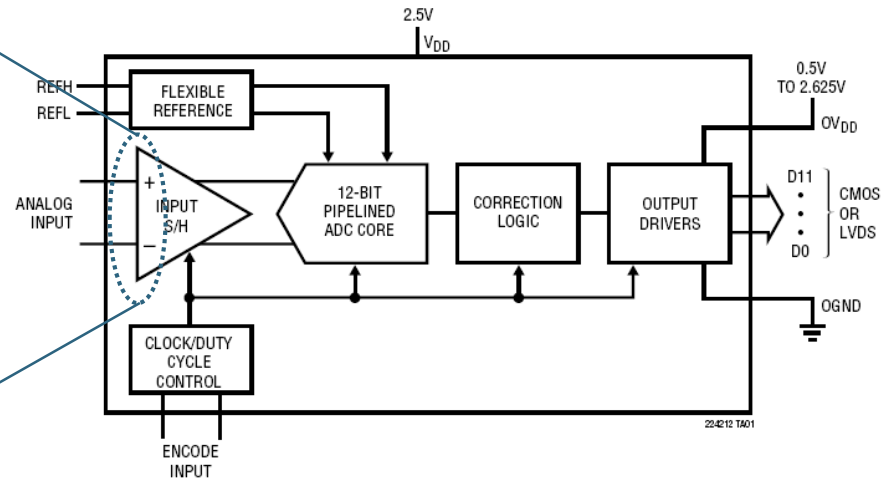 2.5V
VDD
0.5V
TO 2.625V
OVDD
REFH
REFL
FLEXIBLE
REFERENCE
ANALOG
INPUT
+
INPUT
S/H
−
12-BIT
PIPELINED
ADC CORE
CORRECTION
LOGIC
OUTPUT
DRIVERS
D11
•
•
•
D0
CMOS
OR
LVDS
OGND
CLOCK/DUTY
CYCLE
CONTROL
224212 TA01
ENCODE
INPUT